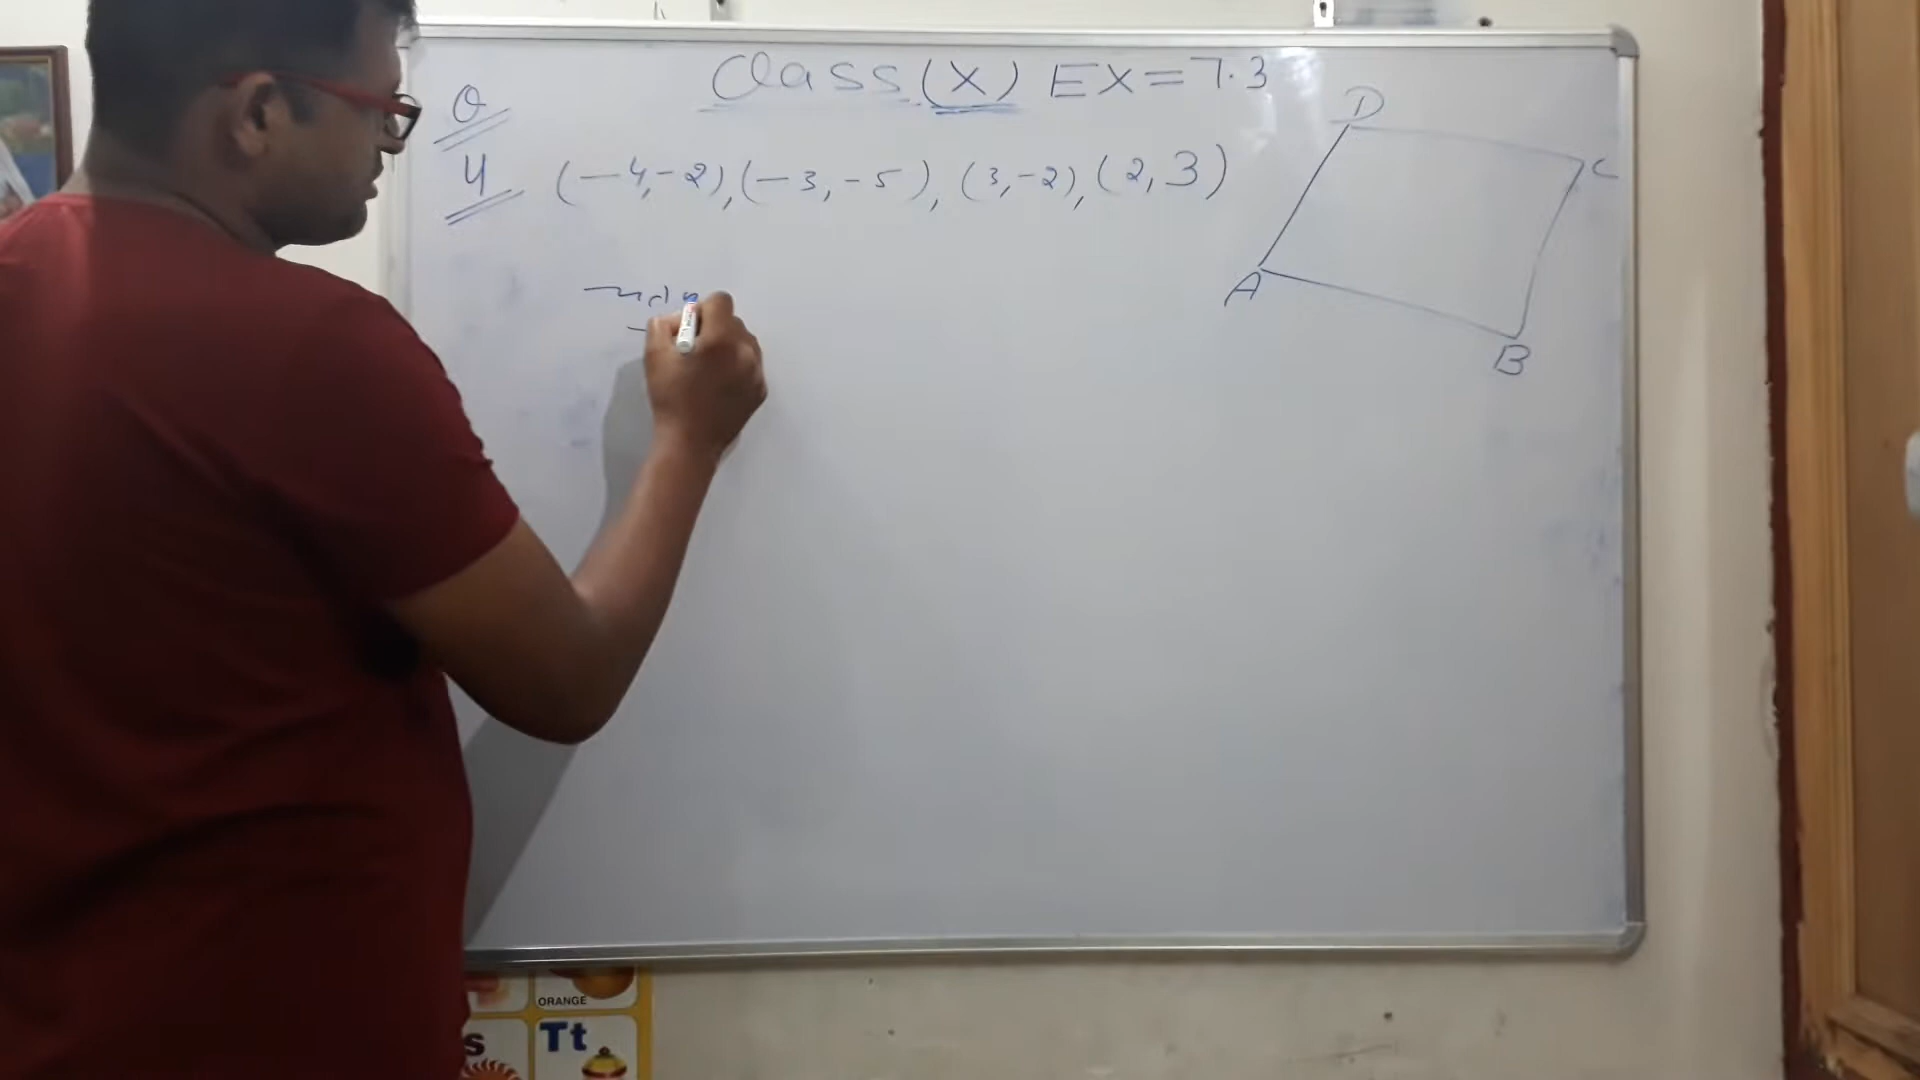 Class (X) EX = 7.3
Q
4 (-4,-2), (-3,-5), (3,-2), (2,3)
D
C
A
B
ORANGE
s
Tt